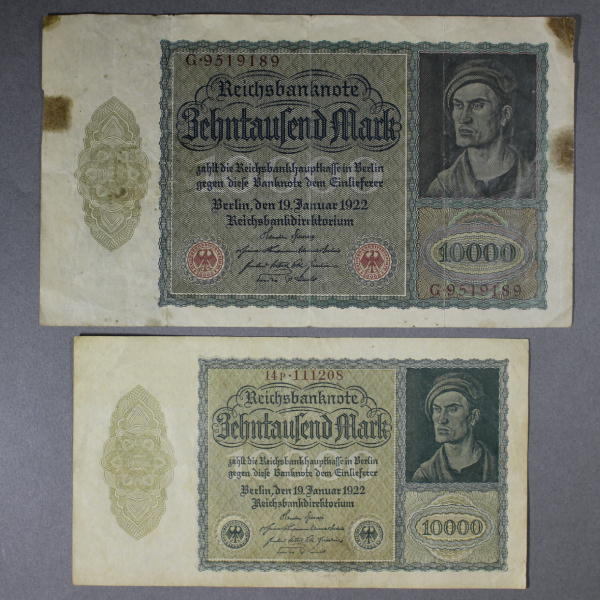 G·9519189
Reichsbanknote
Zehntausend Mark
zahlt die Reichsbankhauptkasse in Berlin
gegen diese Banknote dem Einlieferer
Berlin, den 19. Januar 1922
Reichsbankdirektorium
10000
G·9519189
14P·111208
Reichsbanknote
Zehntausend Mark
zahlt die Reichsbankhauptkasse in Berlin
gegen diese Banknote dem Einlieferer
Berlin, den 19. Januar 1922
Reichsbankdirektorium
10000